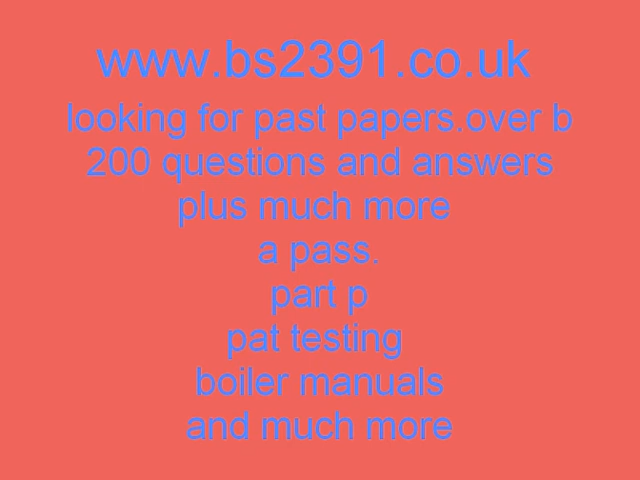 www.bs2391.co.uk
looking for past papers.over b
200 questions and answers
plus much more
a pass.
part p
pat testing
boiler manuals
and much more